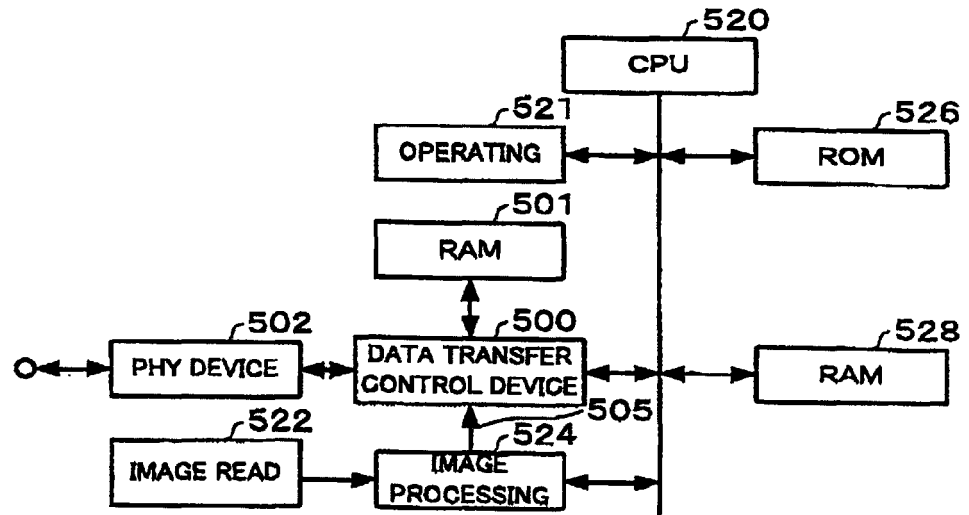 520
CPU
521
OPERATING
526
ROM
501
RAM
502
PHY DEVICE
500
DATA TRANSFER
CONTROL DEVICE
528
RAM
505
522
IMAGE READ
524
IMAGE
PROCESSING